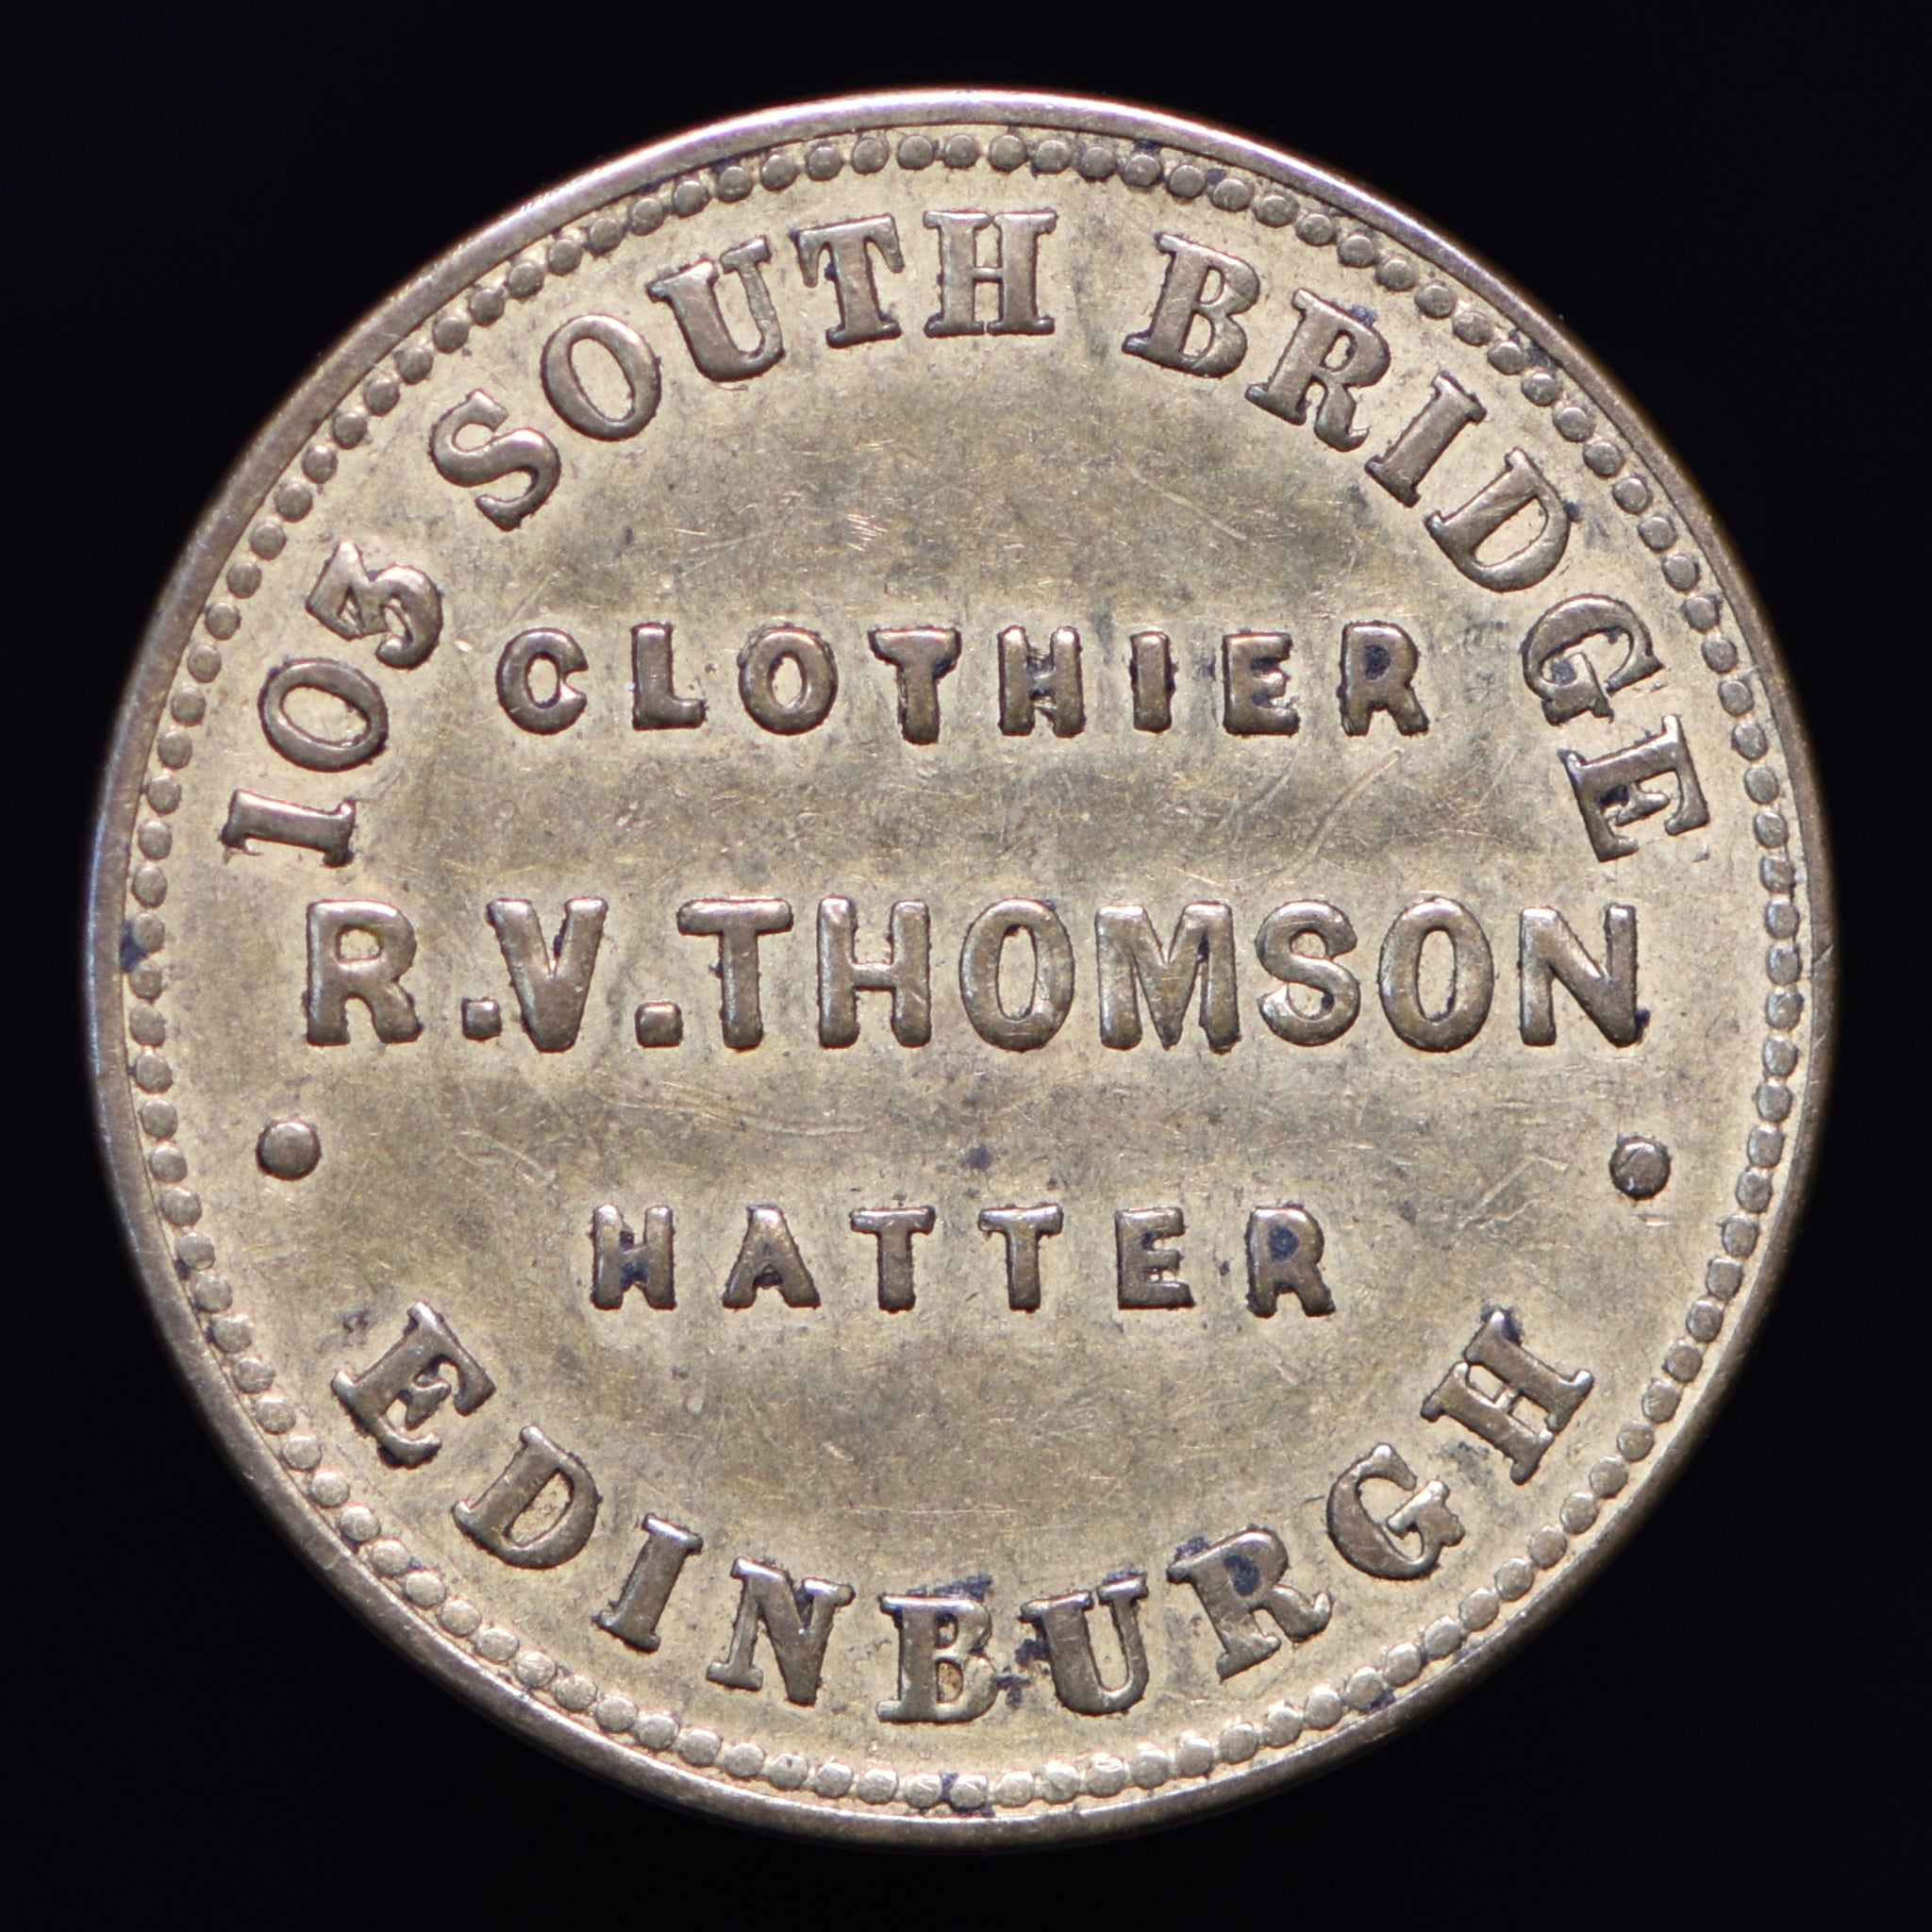 103 SOUTH BRIDGE
CLOTHIER
R.V.THOMSON
HATTER
EDINBURGH